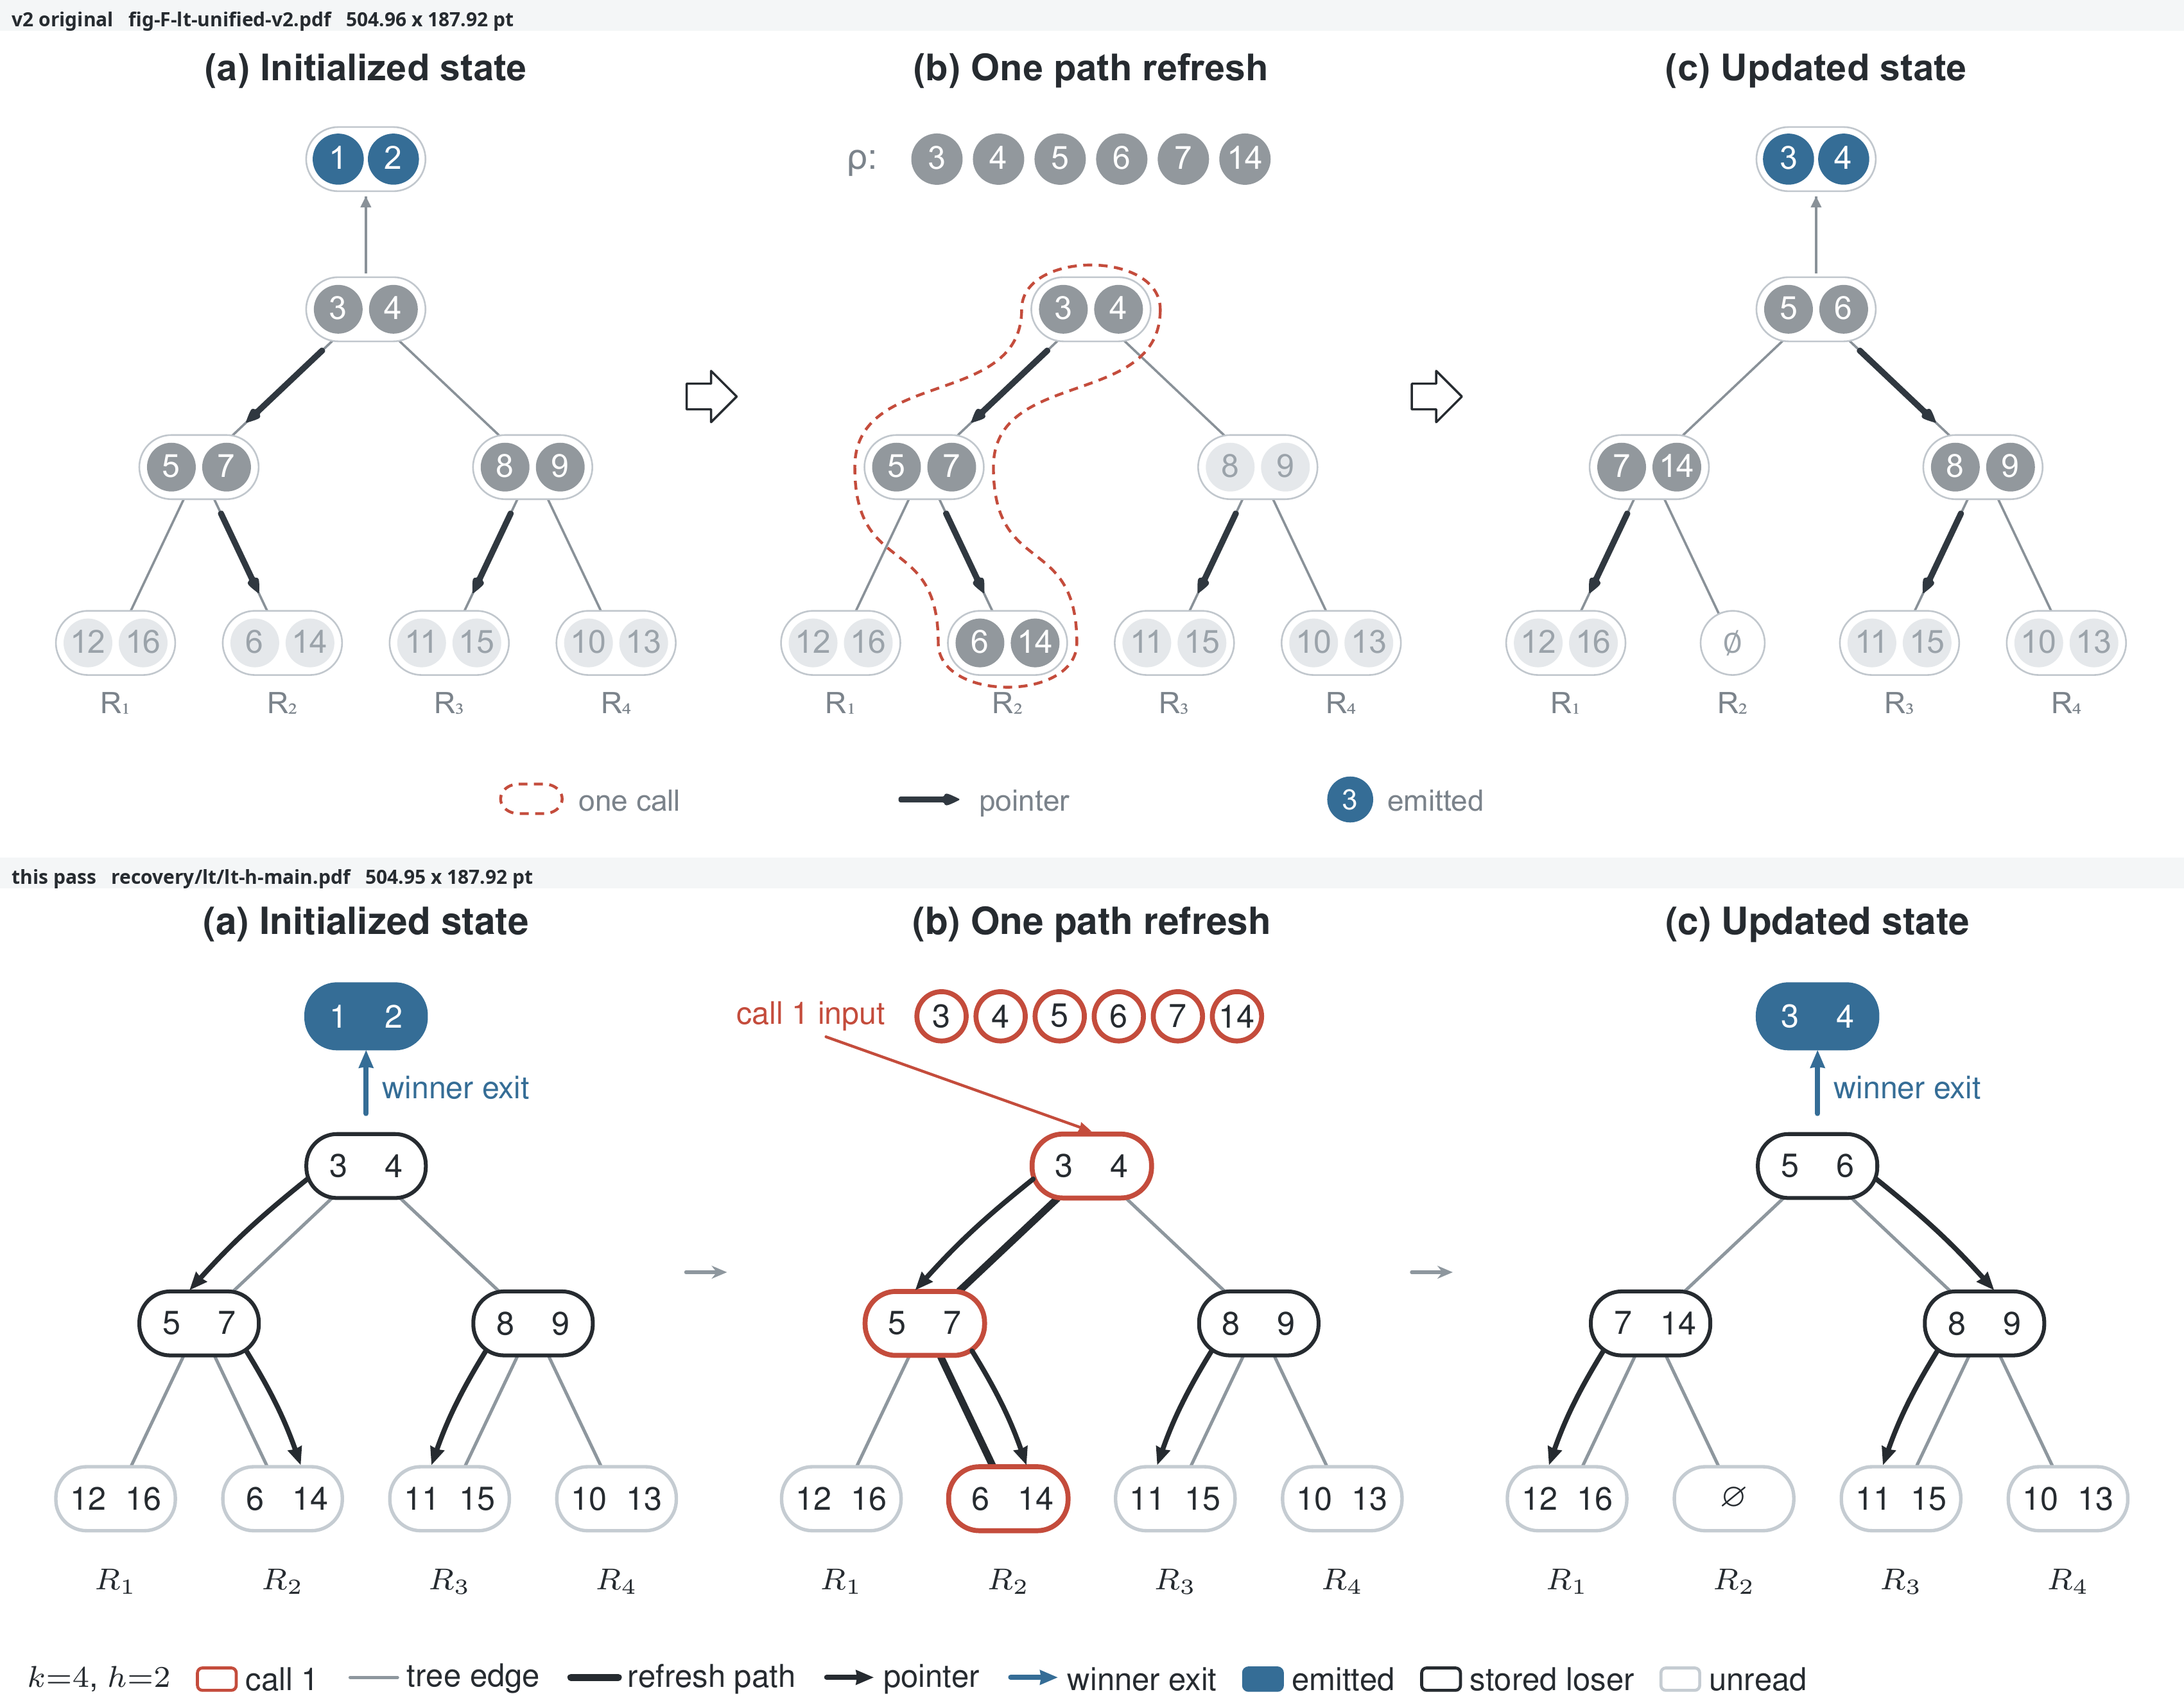 v2 original fig-F-lt-unified-v2.pdf 504.96 x 187.92 pt
(a) Initialized state (b) One path refresh (c) Updated state
1 2 ρ: 3 4 5 6 7 14 3 4
3 4 3 4 5 6
5 7 8 9 5 7 8 9 7 14 8 9
12 16 6 14 11 15 10 13 12 16 6 14 11 15 10 13 12 16 ∅ 11 15 10 13
R₁ R₂ R₃ R₄ R₁ R₂ R₃ R₄ R₁ R₂ R₃ R₄
one call pointer 3 emitted
this pass recovery/lt/lt-h-main.pdf 504.95 x 187.92 pt
(a) Initialized state (b) One path refresh (c) Updated state
1 2 call 1 input 3 4 5 6 7 14 3 4
winner exit winner exit
3 4 3 4 5 6
5 7 8 9 5 7 8 9 7 14 8 9
12 16 6 14 11 15 10 13 12 16 6 14 11 15 10 13 12 16 ∅ 11 15 10 13
R₁ R₂ R₃ R₄ R₁ R₂ R₃ R₄ R₁ R₂ R₃ R₄
k=4, h=2 call 1 tree edge refresh path pointer winner exit emitted stored loser unread